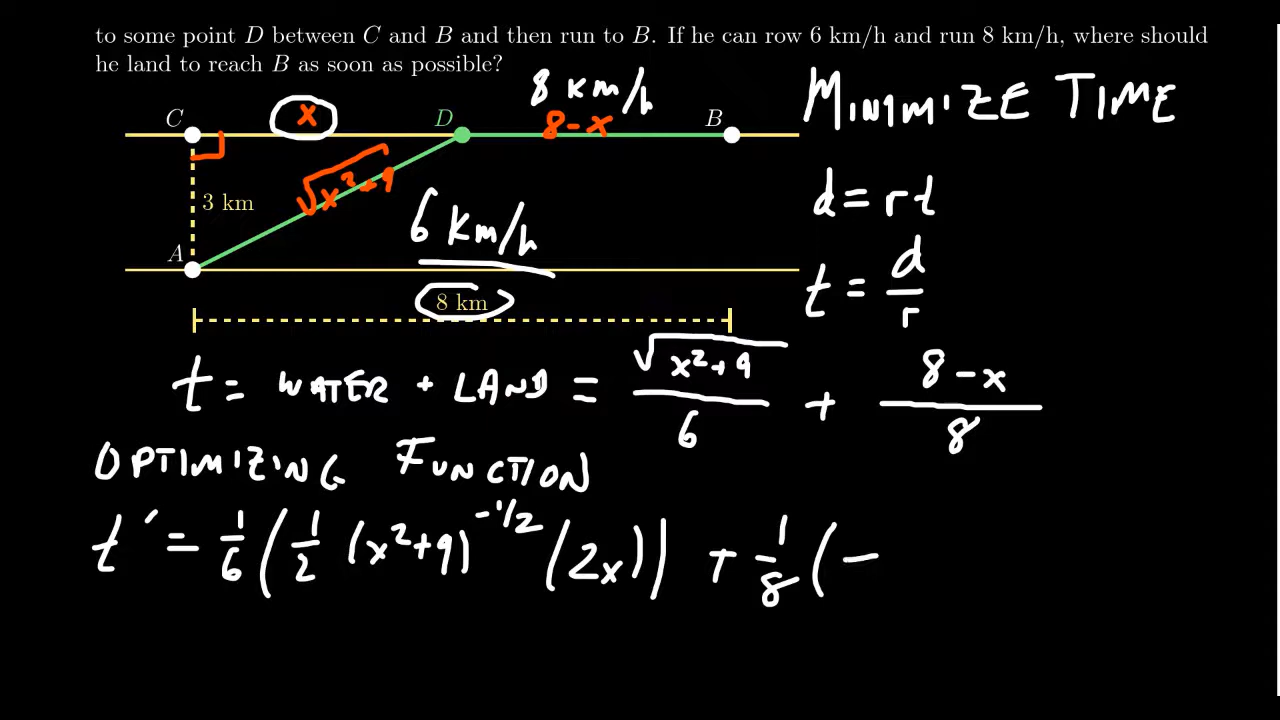 to some point D between C and B and then run to B. If he can row 6 km/h and run 8 km/h, where should
he land to reach B as soon as possible?
8 Km/h
MINIMIZE TIME
C x D 8-x B
3 km
√x²+9
d = rt
6 Km/h
A
t = d/r
8 km
t = WATER + LAND = √x²+9/6 + 8-x/8
OPTIMIZING FUNCTION
t' = 1/6 (1/2 (x²+9)^-1/2 (2x)) + 1/8 (-